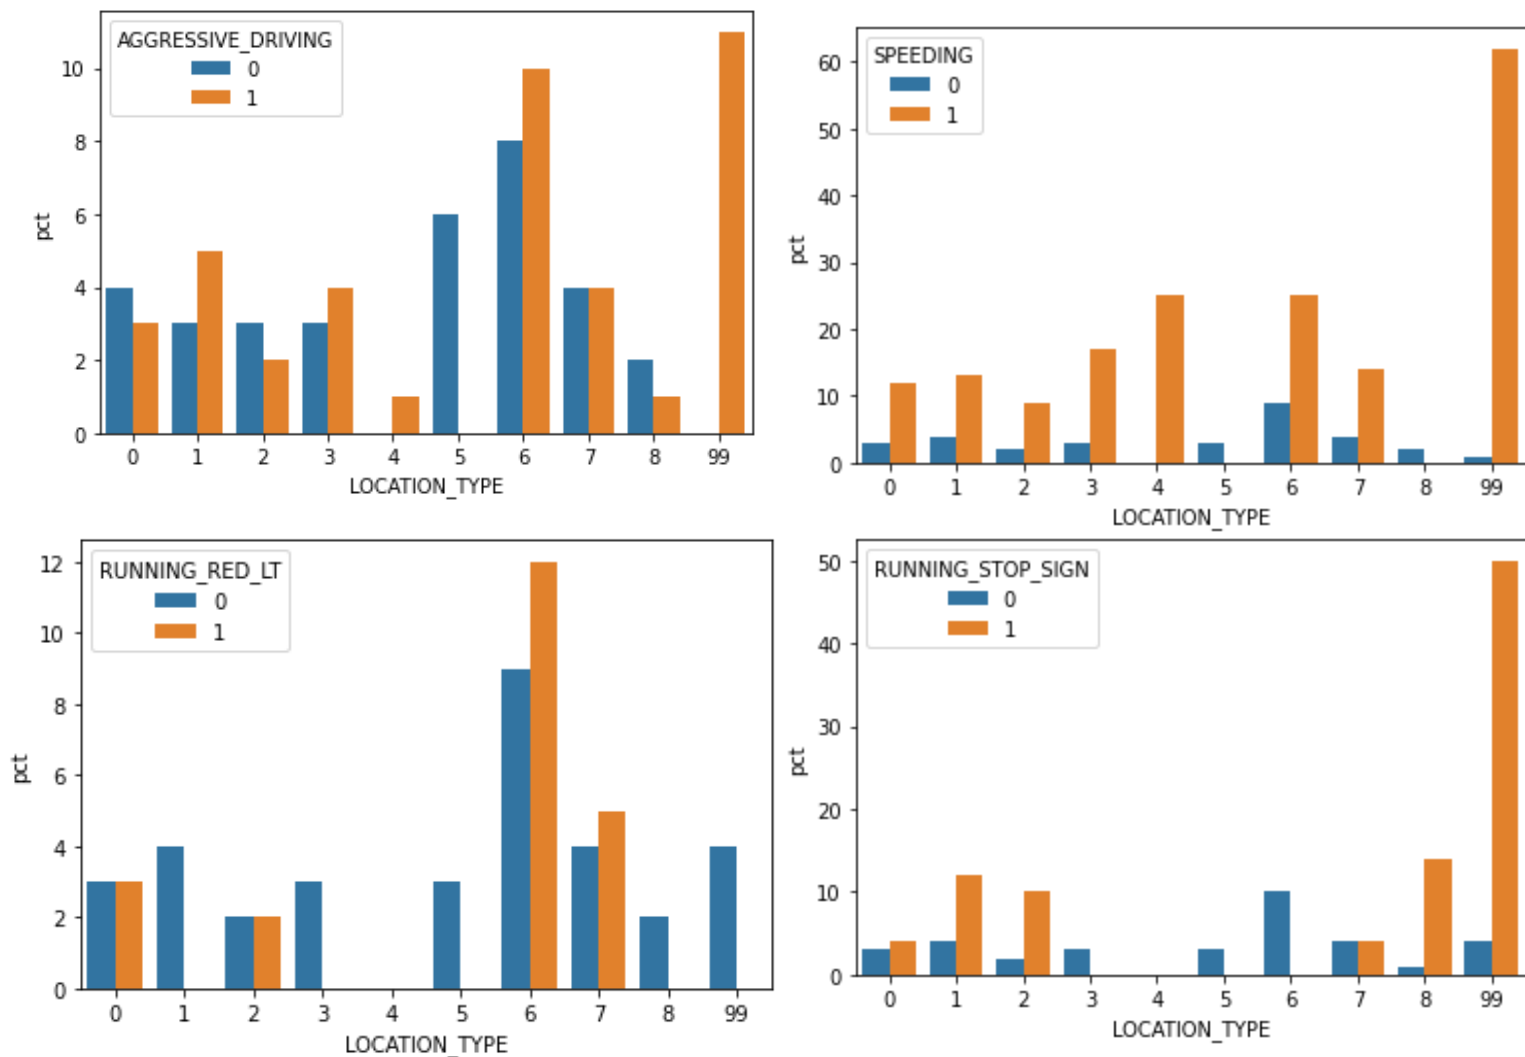 AGGRESSIVE_DRIVING
0
1
10
8
6
4
2
0
pct
0 1 2 3 4 5 6 7 8 99
LOCATION_TYPE
SPEEDING
0
1
60
50
40
30
20
10
0
pct
0 1 2 3 4 5 6 7 8 99
LOCATION_TYPE
RUNNING_RED_LT
0
1
12
10
8
6
4
2
0
pct
0 1 2 3 4 5 6 7 8 99
LOCATION_TYPE
RUNNING_STOP_SIGN
0
1
50
40
30
20
10
0
pct
0 1 2 3 4 5 6 7 8 99
LOCATION_TYPE